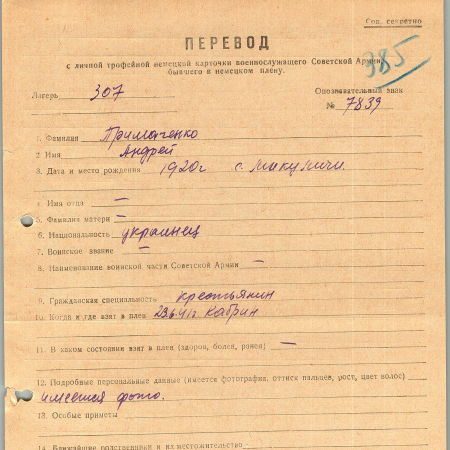 Сов. секретно
ПЕРЕВОД
385
с личной трофейной немецкой карточки военнослужащего Советской Армии,
бывшего в немецком плену.
Лагерь 307
Опознавательный знак
№ 7839
1. Фамилия Примаченко
2. Имя Андрей
3. Дата и место рождения 1920г с. Микуличи.
4. Имя отца —
5. Фамилия матери —
6. Национальность украинец
7. Воинское звание —
8. Наименование воинской части Советской Армии —
9. Гражданская специальность крестьянин
10. Когда и где взят в плен 23.6.41г Кобрин
11. В каком состоянии взят в плен (здоров, болен, ранен) —
12. Подробные персональные данные (имеется фотография, оттиск пальцев, рост, цвет волос)
имеется фото.
13. Особые приметы
14. Ближайшие родственники и их местожительство